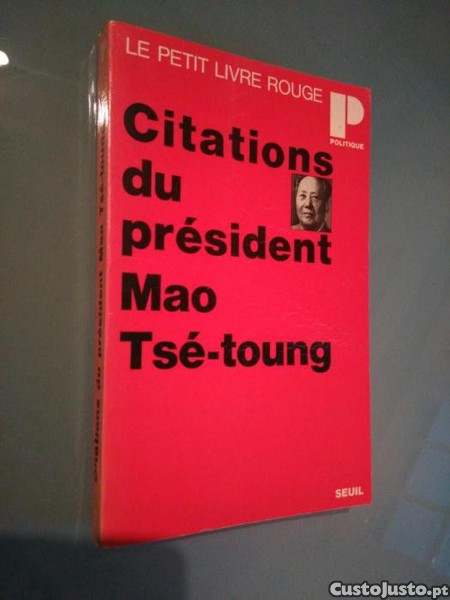 LE PETIT LIVRE ROUGE
P
POLITIQUE
Citations
du
président
Mao
Tsé-toung
SEUIL
Citations du président Mao Tsé-toung
CustoJusto.pt